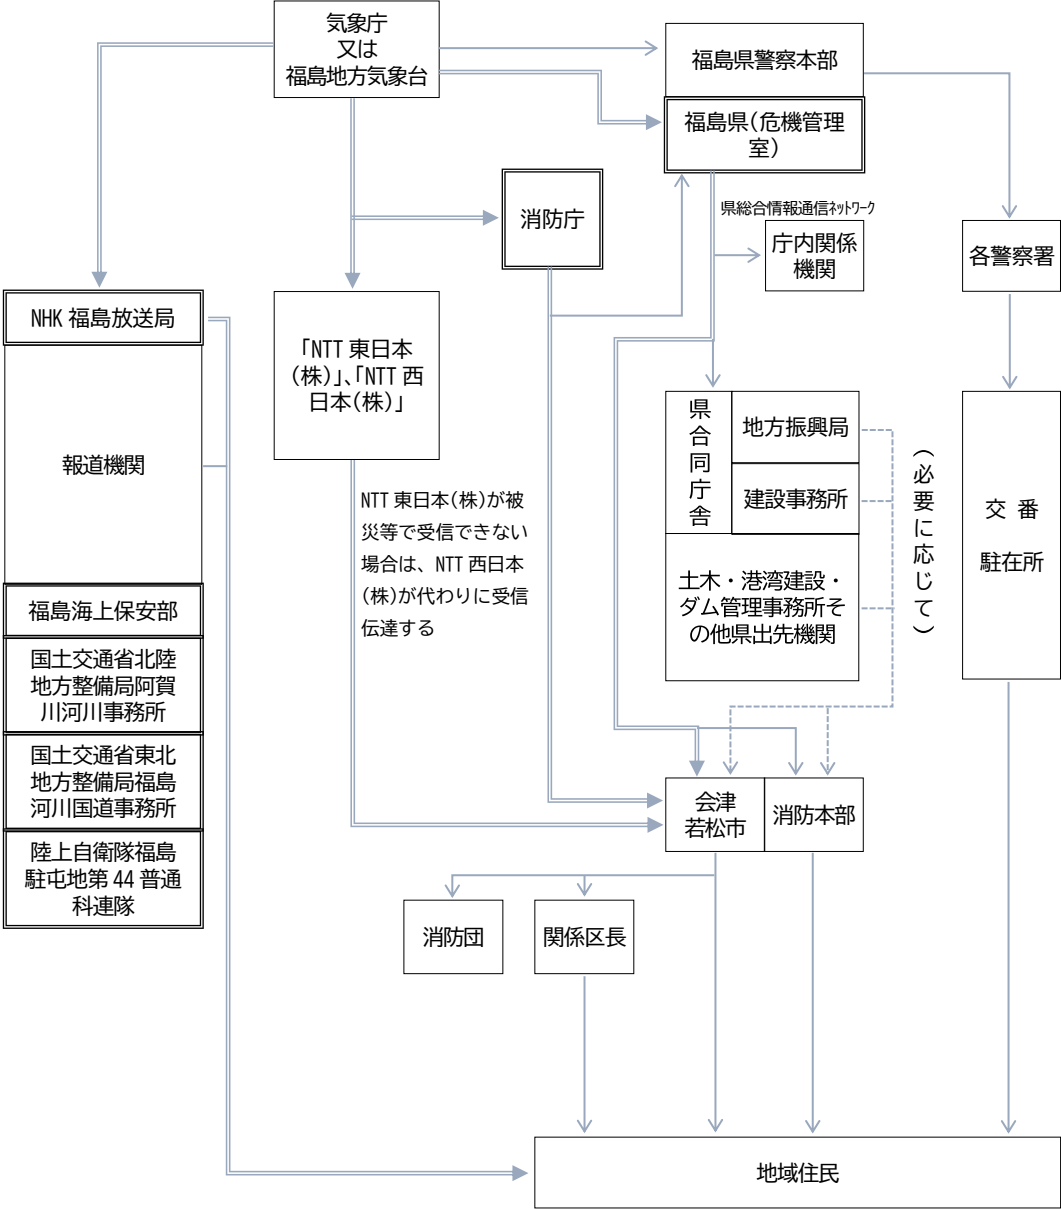 気象庁
又は
福島地方気象台
福島県警察本部
福島県(危機管理
室)
消防庁
県総合情報通信ﾈｯﾄﾜｰｸ
庁内関係
機関
各警察署
NHK 福島放送局
報道機関
福島海上保安部
国土交通省北陸
地方整備局阿賀
川河川事務所
国土交通省東北
地方整備局福島
河川国道事務所
陸上自衛隊福島
駐屯地第 44 普通
科連隊
「NTT 東日本
(株)」、「NTT 西
日本(株)」
NTT 東日本(株)が被
災等で受信できない
場合は、NTT 西日本
(株)が代わりに受信
伝達する
県合同庁舎
地方振興局
建設事務所
土木・港湾建設・
ダム管理事務所そ
の他県出先機関
(必要に応じて)
交 番
駐在所
会津
若松市
消防本部
消防団
関係区長
地域住民